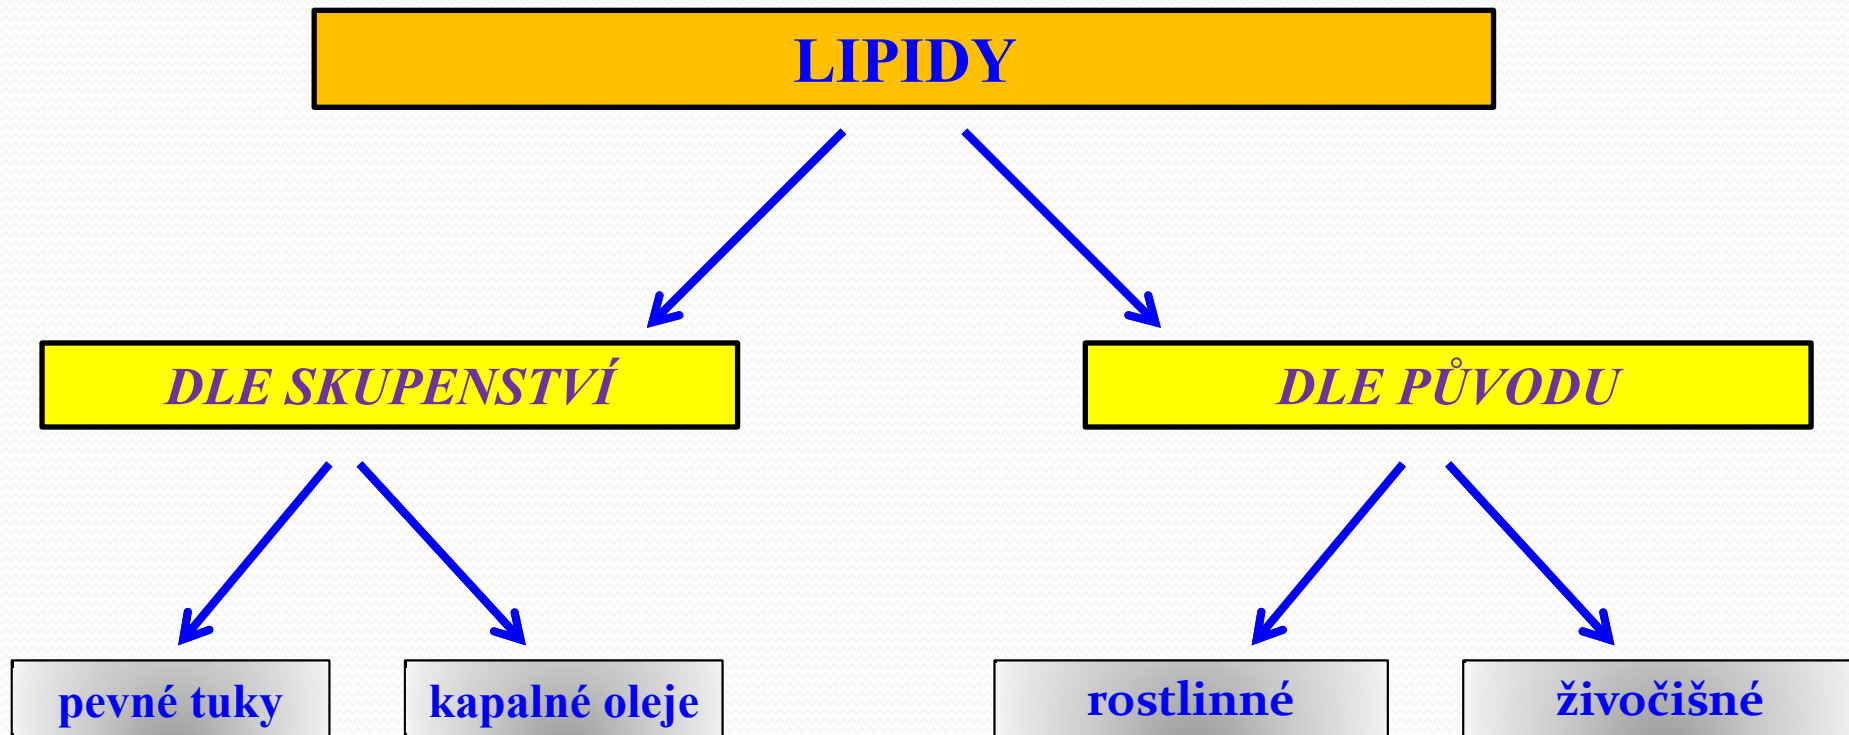 LIPIDY
DLE SKUPENSTVÍ
DLE PŮVODU
pevné tuky
kapalné oleje
rostlinné
živočišné